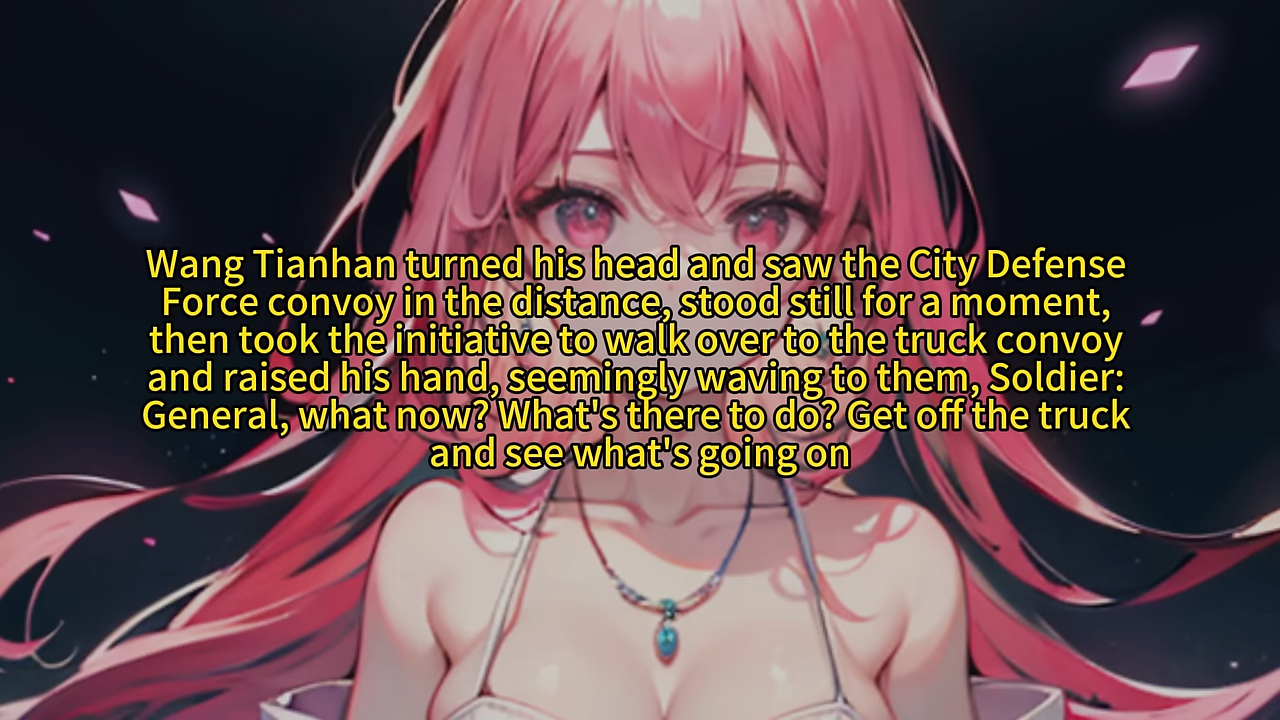 Wang Tianhan turned his head and saw the City Defense
Force convoy in the distance, stood still for a moment,
then took the initiative to walk over to the truck convoy
and raised his hand, seemingly waving to them, Soldier:
General, what now? What's there to do? Get off the truck
and see what's going on